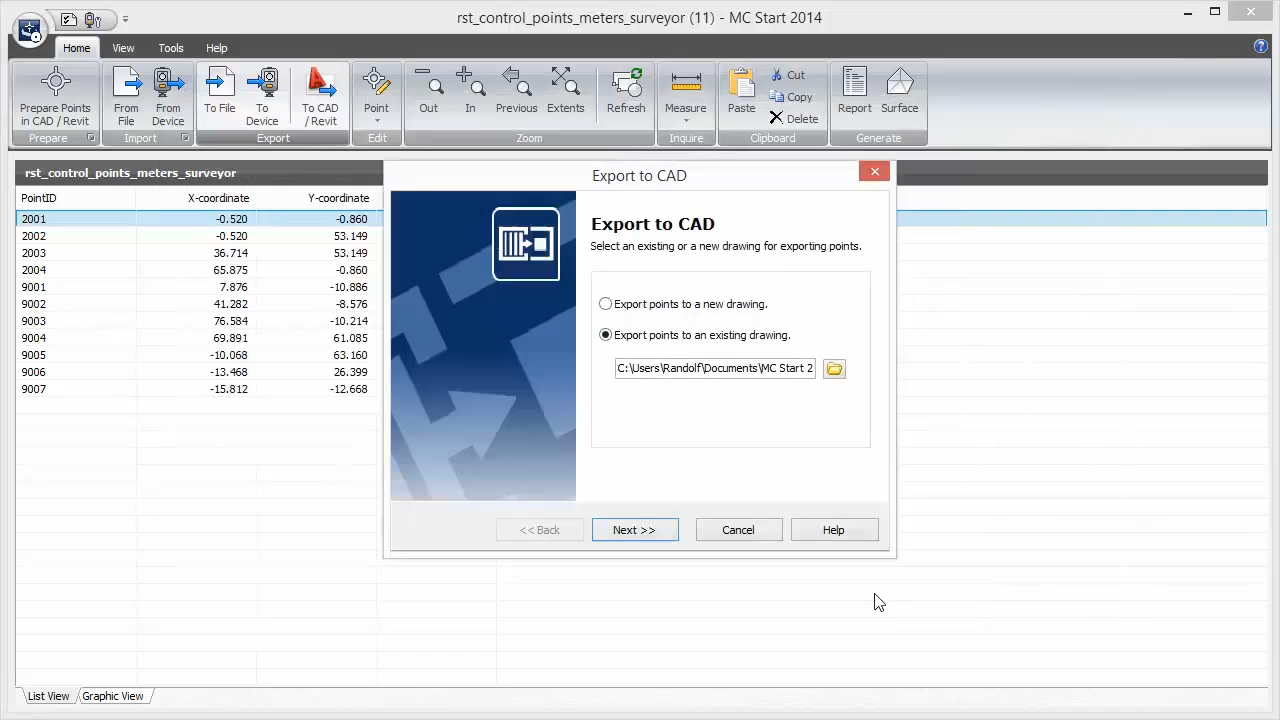 rst_control_points_meters_surveyor (11) - MC Start 2014
Home View Tools Help
Prepare Points in CAD / Revit
Prepare
From File
From Device
Import
To File
To Device
To CAD / Revit
Export
Point
Edit
Out
In
Previous
Extents
Refresh
Zoom
Measure
Inquire
Paste
Cut
Copy
Delete
Clipboard
Report
Surface
Generate
rst_control_points_meters_surveyor
PointID X-coordinate Y-coordinate
2001 -0.520 -0.860
2002 -0.520 53.149
2003 36.714 53.149
2004 65.875 -0.860
9001 7.876 -10.886
9002 41.282 -8.576
9003 76.584 -10.214
9004 69.891 61.085
9005 -10.068 63.160
9006 -13.468 26.399
9007 -15.812 -12.668
Export to CAD
Export to CAD
Select an existing or a new drawing for exporting points.
Export points to a new drawing.
Export points to an existing drawing.
C:\Users\Randolf\Documents\MC Start 2
<< Back Next >> Cancel Help
List View Graphic View